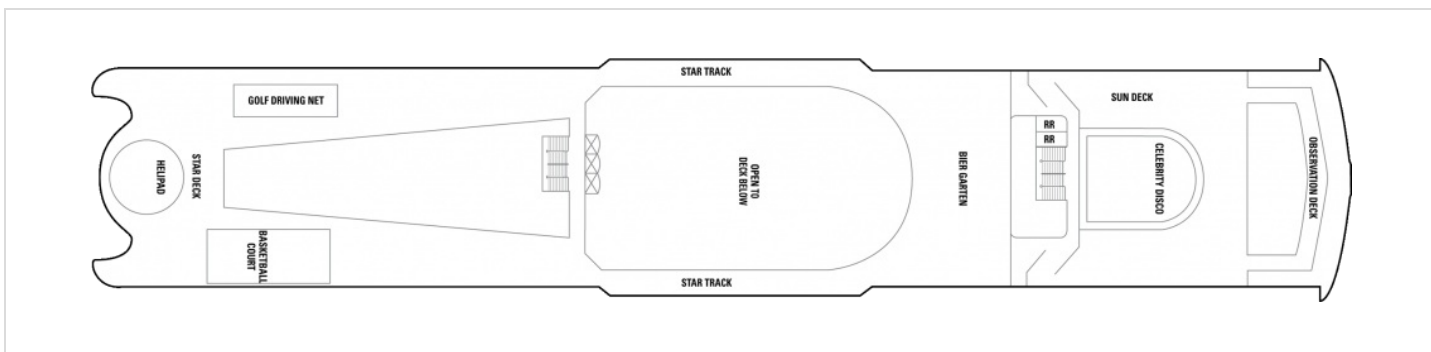 STAR TRACK
GOLF DRIVING NET
SUN DECK
RR
RR
HELIPAD
STAR DECK
OPEN TO
DECK BELOW
BIER GARTEN
CELEBRITY DISCO
OBSERVATION DECK
BASKETBALL
COURT
STAR TRACK